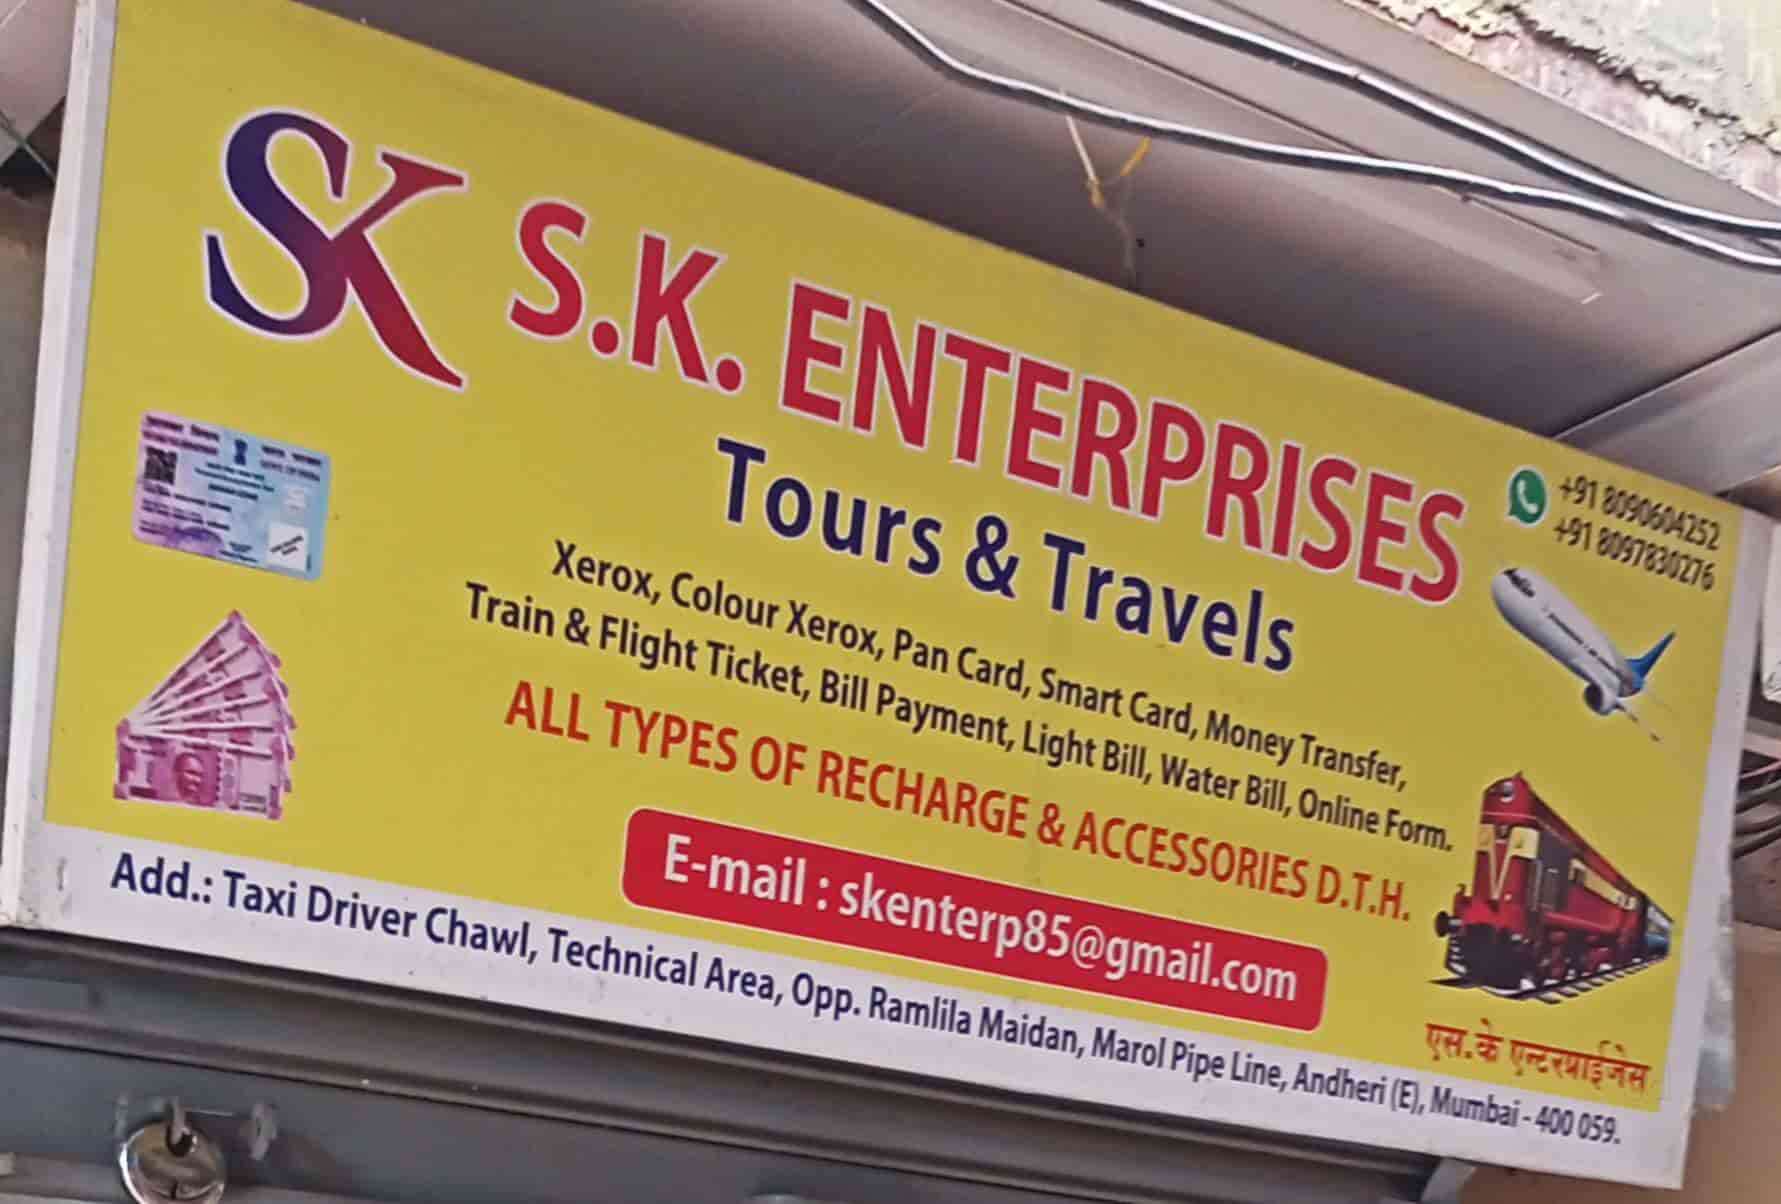 SK
S.K. ENTERPRISES
Tours & Travels
+91 8090604252
+91 8097830276
Xerox, Colour Xerox, Pan Card, Smart Card, Money Transfer,
Train & Flight Ticket, Bill Payment, Light Bill, Water Bill, Online Form.
ALL TYPES OF RECHARGE & ACCESSORIES D.T.H.
E-mail : skenterp85@gmail.com
एस.के एन्टरप्राईजेस
Add.: Taxi Driver Chawl, Technical Area, Opp. Ramlila Maidan, Marol Pipe Line, Andheri (E), Mumbai - 400 059.